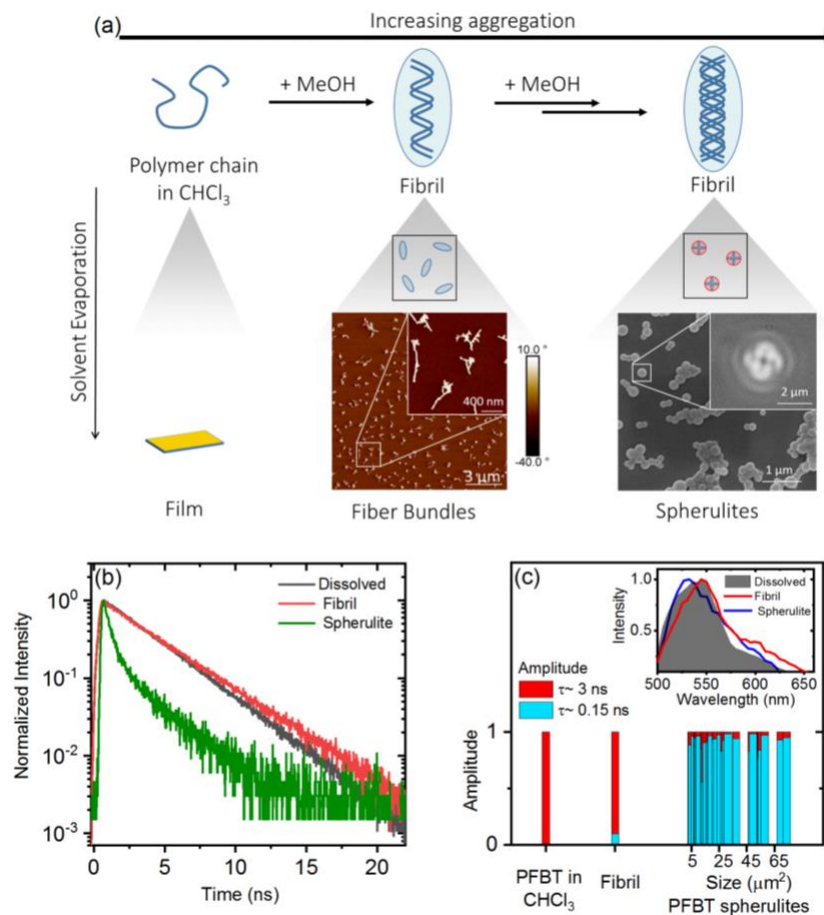 (a)
Increasing aggregation
+ MeOH
+ MeOH
Polymer chain
in CHCl₃
Fibril
Fibril
Solvent Evaporation
10.0 °
-40.0 °
400 nm
3 µm
2 µm
1 µm
Film
Fiber Bundles
Spherulites
(b)
Dissolved
Fibril
Spherulite
Normalized Intensity
10⁰
10⁻¹
10⁻²
10⁻³
0
5
10
15
20
Time (ns)
(c)
Dissolved
Fibril
Spherulite
Intensity
1.0
0.5
500
550
600
650
Wavelength (nm)
Amplitude
τ~ 3 ns
τ~ 0.15 ns
Amplitude
1
0
PFBT in
CHCl₃
Fibril
5
25
45
65
Size (µm²)
PFBT spherulites